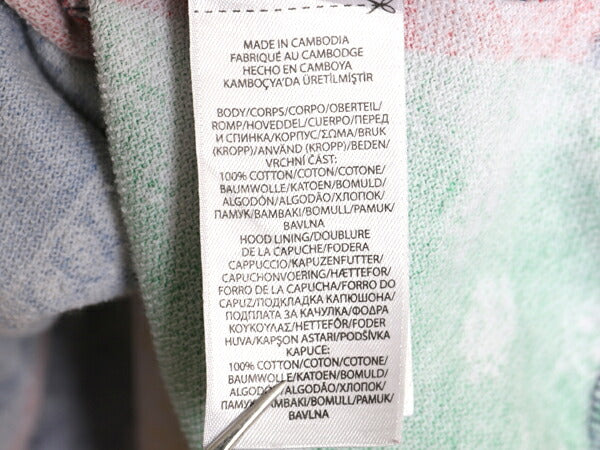 MADE IN CAMBODIA
FABRIQUÉ AU CAMBODGE
HECHO EN CAMBOYA
KAMBOÇYA'DA ÜRETİLMİŞTİR
BODY/CORPS/CORPO/OBERTEIL/
ROMP/HOVEDDEL/CUERPO/ПЕРЕД
И СПИНКА/КОРПУС/ΣΩΜΑ/BRUK
(KROPP)/ANVÄND (KROPP)/BEDEN/
VRCHNÍ ČÁST:
100% COTTON/COTON/COTONE/
BAUMWOLLE/KATOEN/BOMULD/
ALGODÓN/ALGODÃO/ХЛОПОК/
ПАМУК/ΒΑΜΒΑΚΙ/BOMULL/PAMUK/
BAVLNA
HOOD LINING/DOUBLURE
DE LA CAPUCHE/FODERA
CAPPUCCIO/KAPUZENFUTTER/
CAPUCHONVOERING/HÆTTEFOR/
FORRO DE LA CAPUCHA/FORRO DO
CAPUZ/ПОДКЛАДКА КАПЮШОНА/
ПОДПЛАТА ЗА КАЧУЛКА/ΦΟΔΡΑ
ΚΟΥΚΟΥΛΑΣ/HETTEFÔR/FODER
HUVA/KAPŞON ASTARI/PODŠÍVKA
KAPUCE:
100% COTTON/COTON/COTONE/
BAUMWOLLE/KATOEN/BOMULD/
ALGODÓN/ALGODÃO/ХЛОПОК/
ПАМУК/ΒΑΜΒΑΚΙ/BOMULL/PAMUK/
BAVLNA